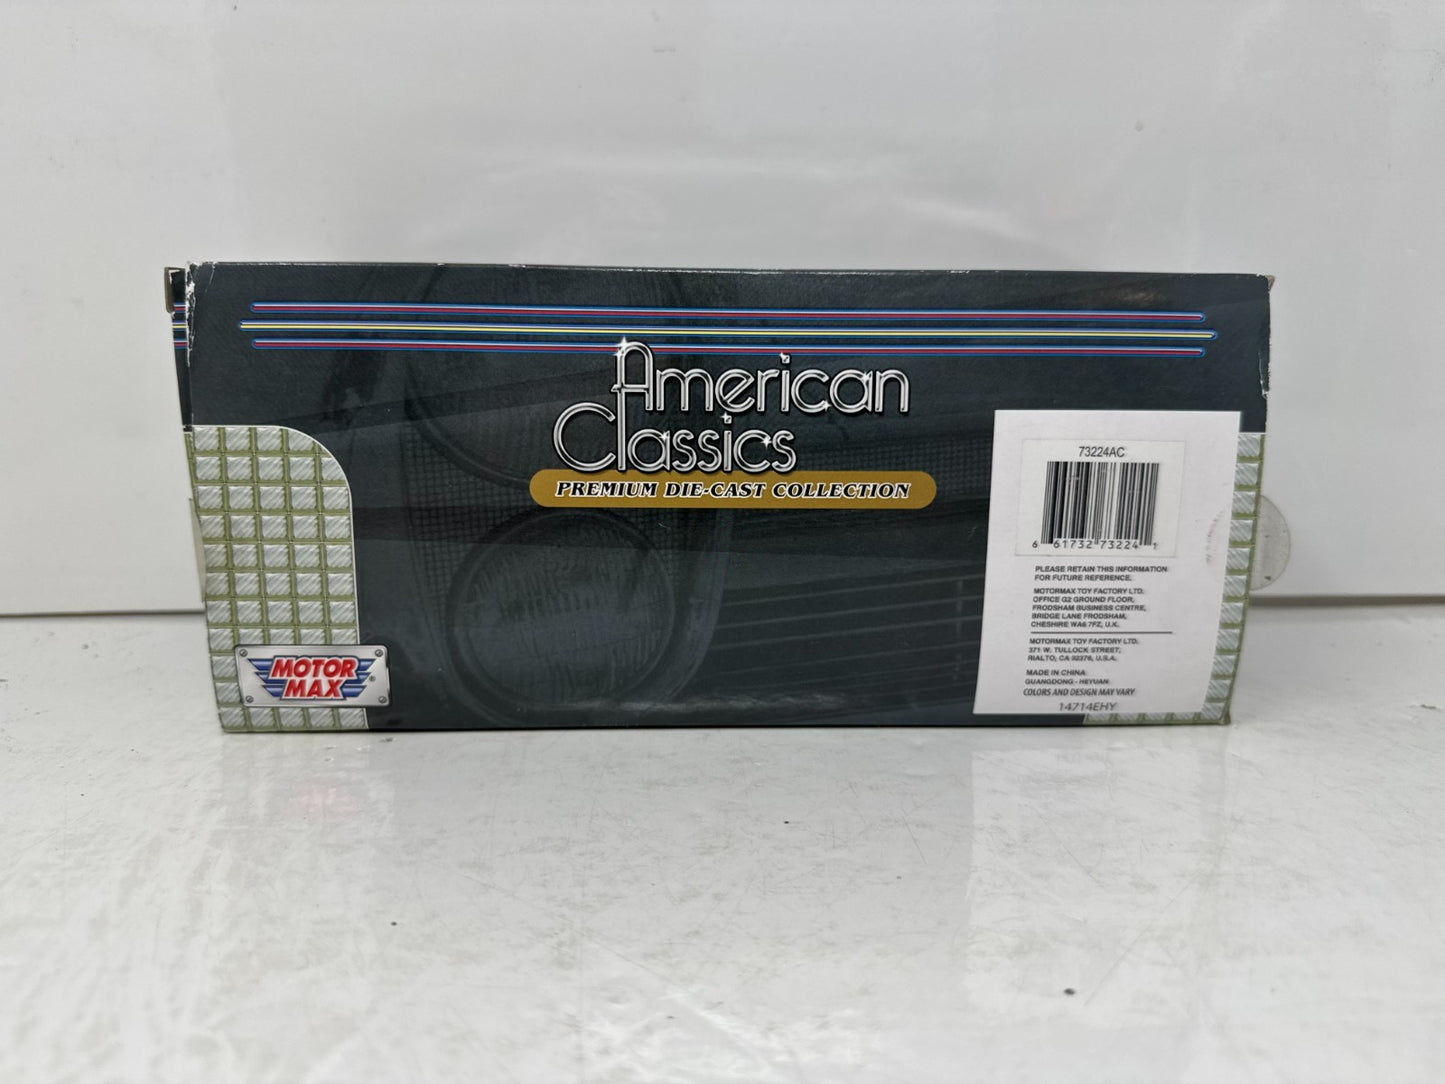 American
Classics
PREMIUM DIE-CAST COLLECTION
MOTOR
MAX
®
73224AC
6 61732 73224 1
PLEASE RETAIN THIS INFORMATION
FOR FUTURE REFERENCE.
MOTORMAX TOY FACTORY LTD.
OFFICE G2 GROUND FLOOR,
FRODSHAM BUSINESS CENTRE,
BRIDGE LANE FRODSHAM,
CHESHIRE WA6 7FZ, U.K.
MOTORMAX TOY FACTORY LTD.
371 W. TULLOCK STREET,
RIALTO, CA 92376, U.S.A.
MADE IN CHINA
GUANGDONG - HEYUAN
COLORS AND DESIGN MAY VARY
14714EHY